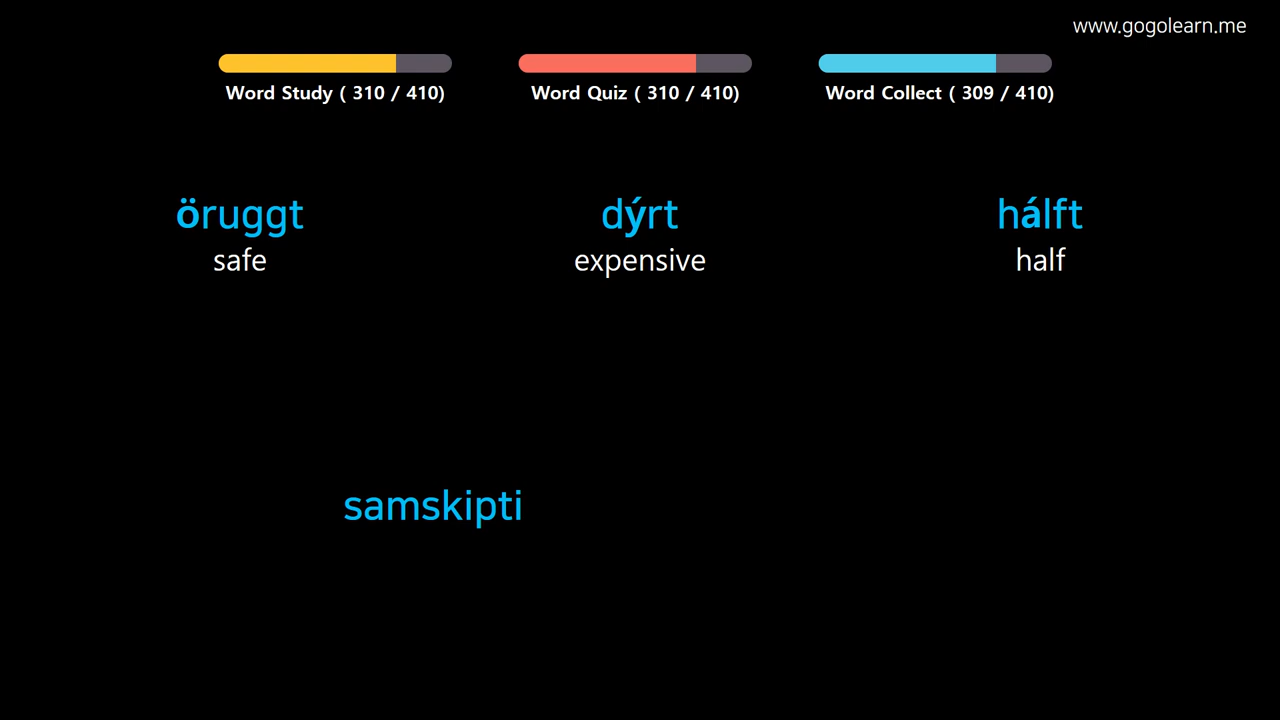 www.gogolearn.me
Word Study ( 310 / 410)
Word Quiz ( 310 / 410)
Word Collect ( 309 / 410)
öruggt
safe
dýrt
expensive
hálft
half
samskipti